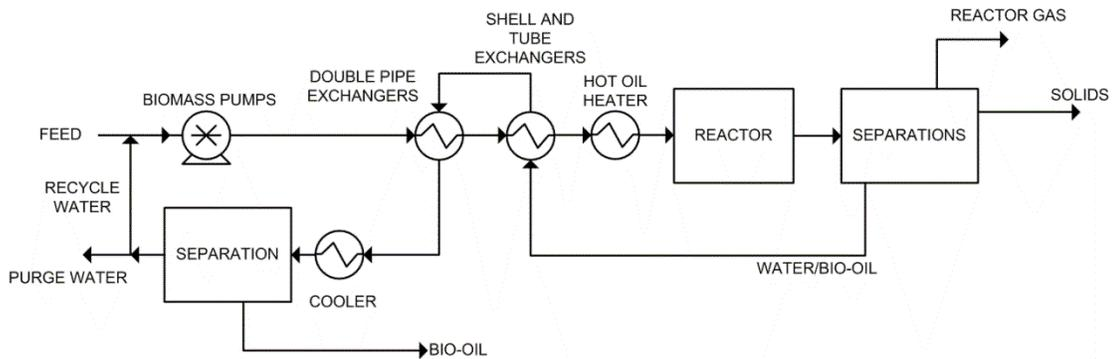 REACTOR GAS
SHELL AND
TUBE
EXCHANGERS
DOUBLE PIPE
EXCHANGERS
HOT OIL
HEATER
BIOMASS PUMPS
SOLIDS
FEED
REACTOR
SEPARATIONS
RECYCLE
WATER
SEPARATION
PURGE WATER
WATER/BIO-OIL
COOLER
BIO-OIL